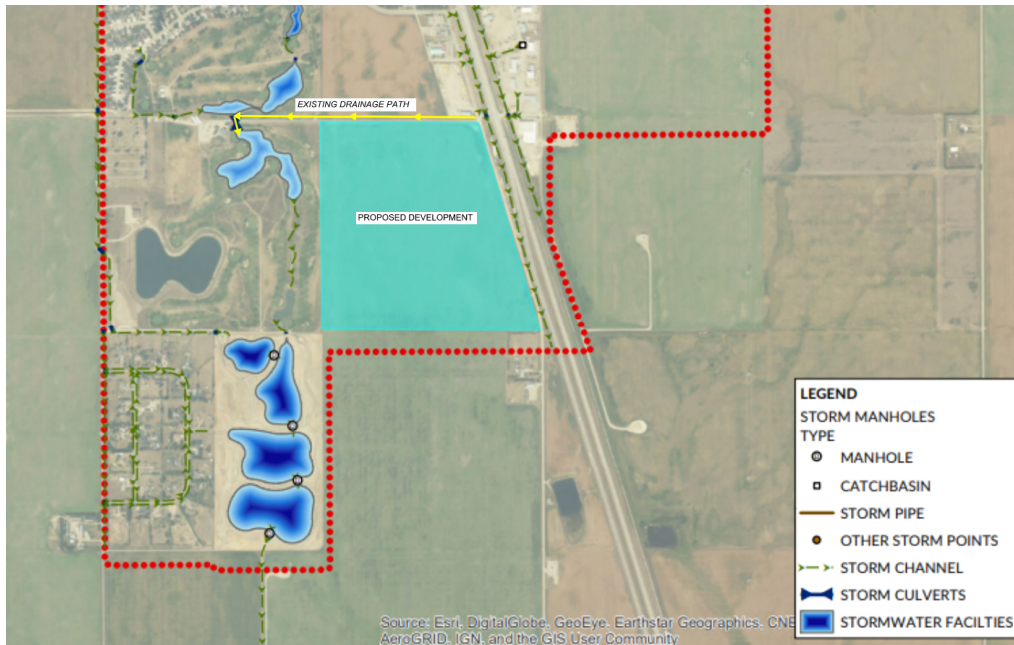 EXISTING DRAINAGE PATH
PROPOSED DEVELOPMENT
LEGEND
STORM MANHOLES
TYPE
MANHOLE
CATCHBASIN
STORM PIPE
OTHER STORM POINTS
STORM CHANNEL
STORM CULVERTS
STORMWATER FACILTIES
Source: Esri, DigitalGlobe, GeoEye, Earthstar Geographics, CNE
AeroGRID, IGN, and the GIS User Community